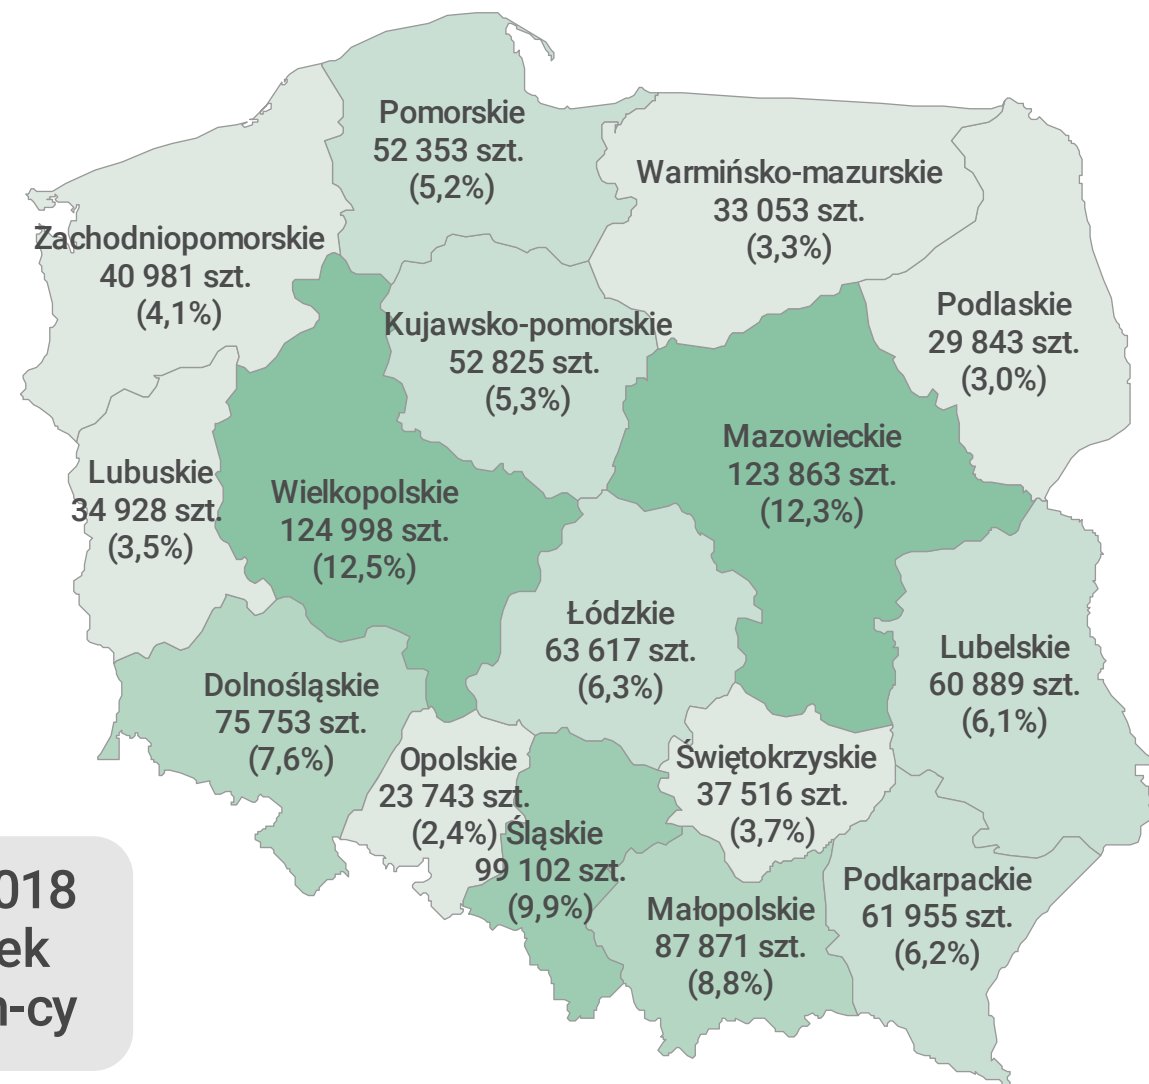 Pomorskie
52 353 szt.
(5,2%)
Warmińsko-mazurskie
33 053 szt.
(3,3%)
Zachodniopomorskie
40 981 szt.
(4,1%)
Podlaskie
29 843 szt.
(3,0%)
Kujawsko-pomorskie
52 825 szt.
(5,3%)
Mazowieckie
123 863 szt.
(12,3%)
Lubuskie
34 928 szt.
(3,5%)
Wielkopolskie
124 998 szt.
(12,5%)
Łódzkie
63 617 szt.
(6,3%)
Lubelskie
60 889 szt.
(6,1%)
Dolnośląskie
75 753 szt.
(7,6%)
Opolskie
23 743 szt.
(2,4%)
Świętokrzyskie
37 516 szt.
(3,7%)
Śląskie
99 102 szt.
(9,9%)
Małopolskie
87 871 szt.
(8,8%)
Podkarpackie
61 955 szt.
(6,2%)
018
ek
-cy